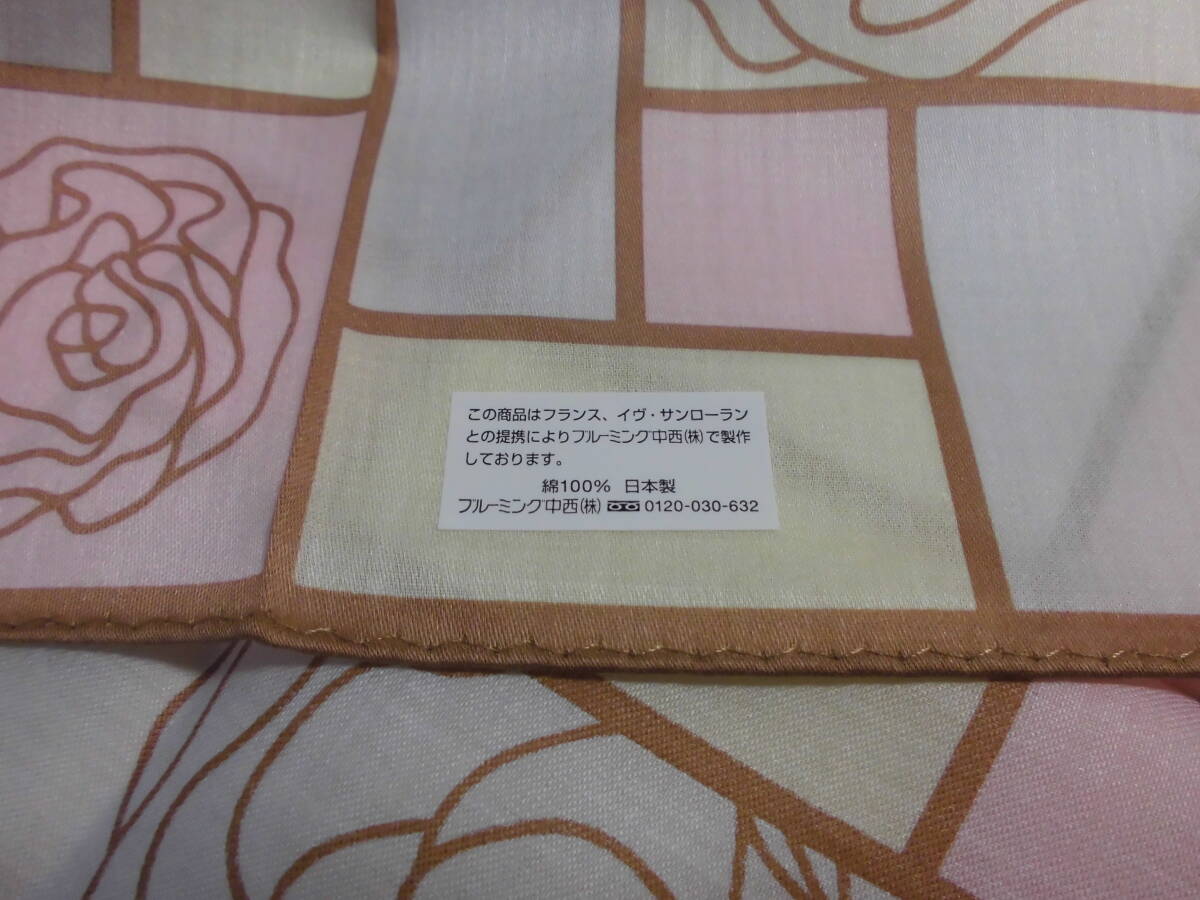 この商品はフランス、イヴ・サンローラン
との提携によりブルーミング中西㈱で製作
しております。
綿100% 日本製
ブルーミング中西㈱ 0120-030-632